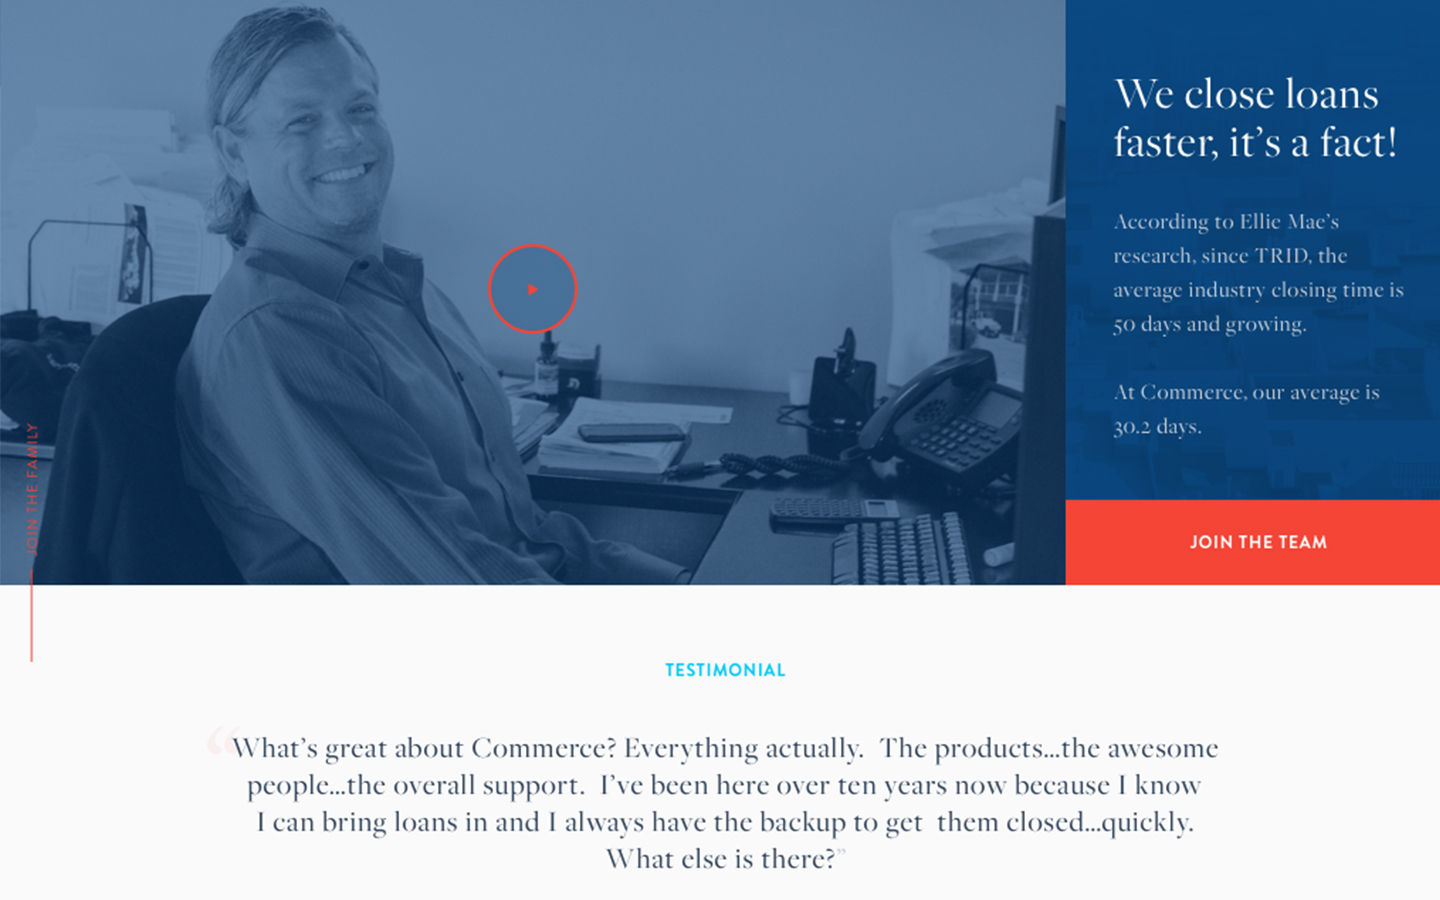 We close loans
faster, it’s a fact!
According to Ellie Mae’s
research, since TRID, the
average industry closing time is
50 days and growing.
At Commerce, our average is
30.2 days.
JOIN THE FAMILY
JOIN THE TEAM
TESTIMONIAL
“What’s great about Commerce? Everything actually.  The products...the awesome
people...the overall support.  I’ve been here over ten years now because I know
I can bring loans in and I always have the backup to get  them closed...quickly.
What else is there?”